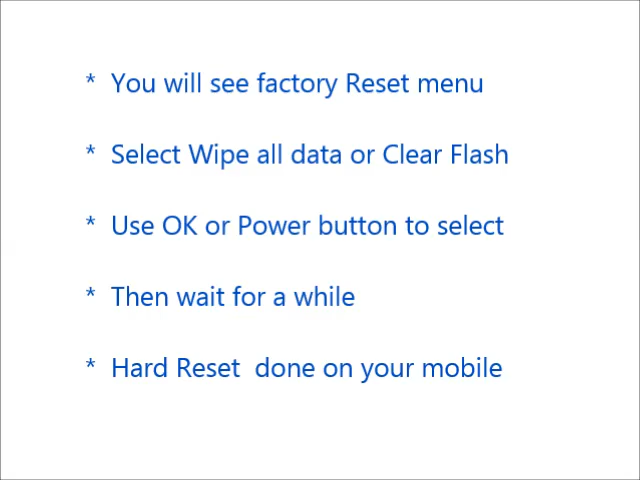 * You will see factory Reset menu
* Select Wipe all data or Clear Flash
* Use OK or Power button to select
* Then wait for a while
* Hard Reset  done on your mobile